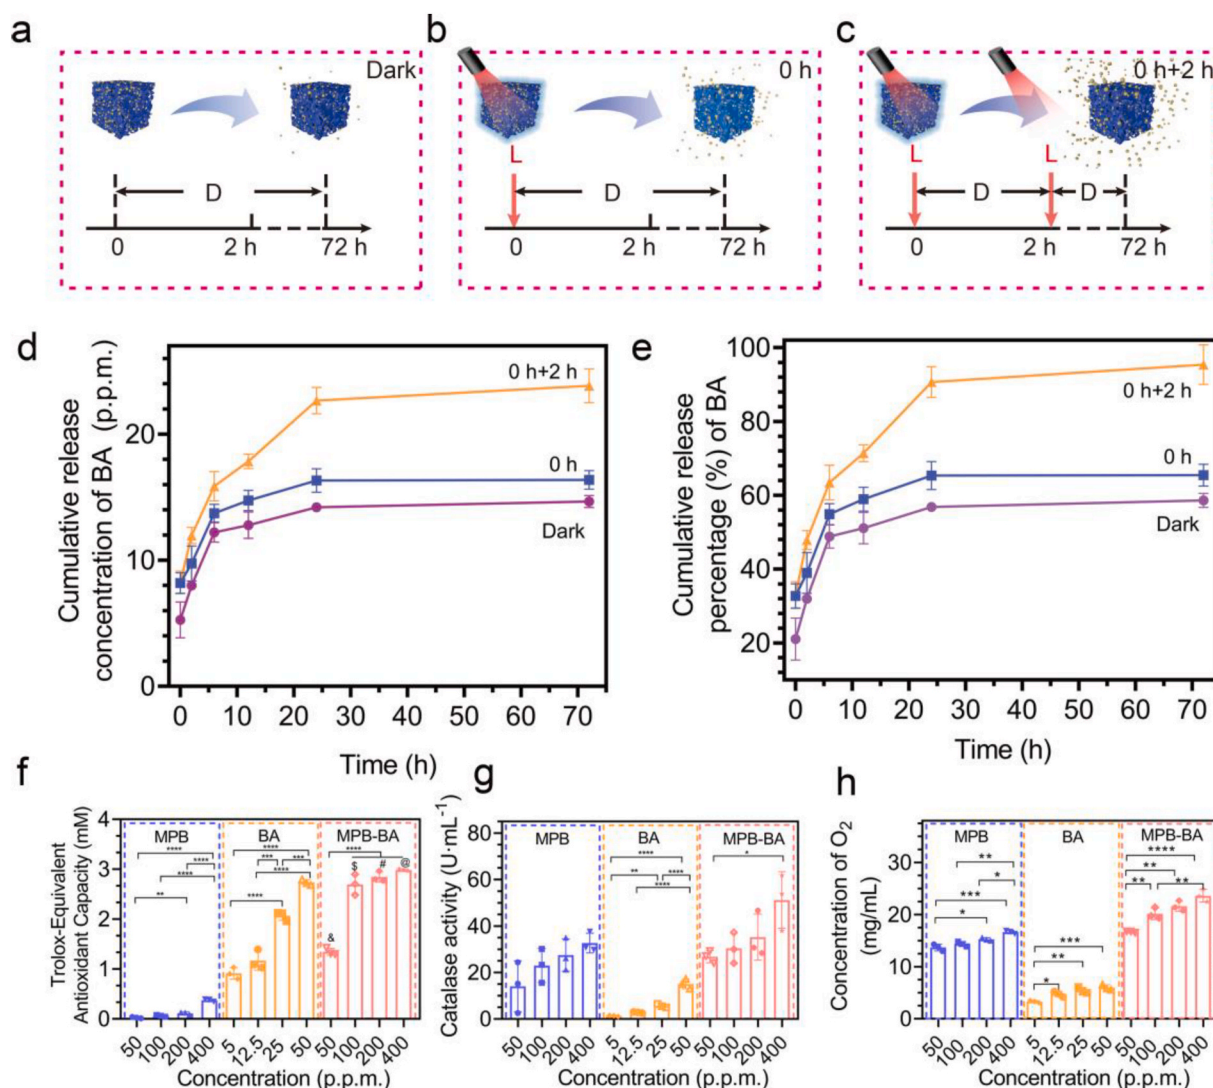 a
Dark
D
0
2 h
72 h
b
0 h
L
D
0
2 h
72 h
c
0 h+2 h
L
L
D
D
0
2 h
72 h
d
Cumulative release
concentration of BA (p.p.m.)
20
10
0
0 h+2 h
0 h
Dark
0 10 20 30 40 50 60 70
Time (h)
e
Cumulative release
percentage (%) of BA
100
80
60
40
20
0 h+2 h
0 h
Dark
0 10 20 30 40 50 60 70
Time (h)
f
Trolox-Equivalent
Antioxidant Capacity (mM)
4
3
2
1
0
MPB
****
****
****
**
BA
****
***
***
****
****
MPB-BA
****
$
#
@
&
50 100 200 400 5 12.5 25 50 50 100 200 400
Concentration (p.p.m.)
g
Catalase activity (U·mL⁻¹)
80
60
40
20
0
MPB
BA
****
**
****
****
MPB-BA
*
50 100 200 400 5 12.5 25 50 50 100 200 400
Concentration (p.p.m.)
h
Concentration of O₂
(mg/mL)
30
20
10
0
MPB
**
*
***
*
BA
***
**
*
MPB-BA
****
**
**
**
50 100 200 400 5 12.5 25 50 50 100 200 400
Concentration (p.p.m.)